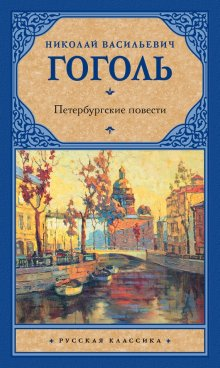 НИКОЛАЙ ВАСИЛЬЕВИЧ
ГОГОЛЬ
Петербургские повести
РУССКАЯ КЛАССИКА